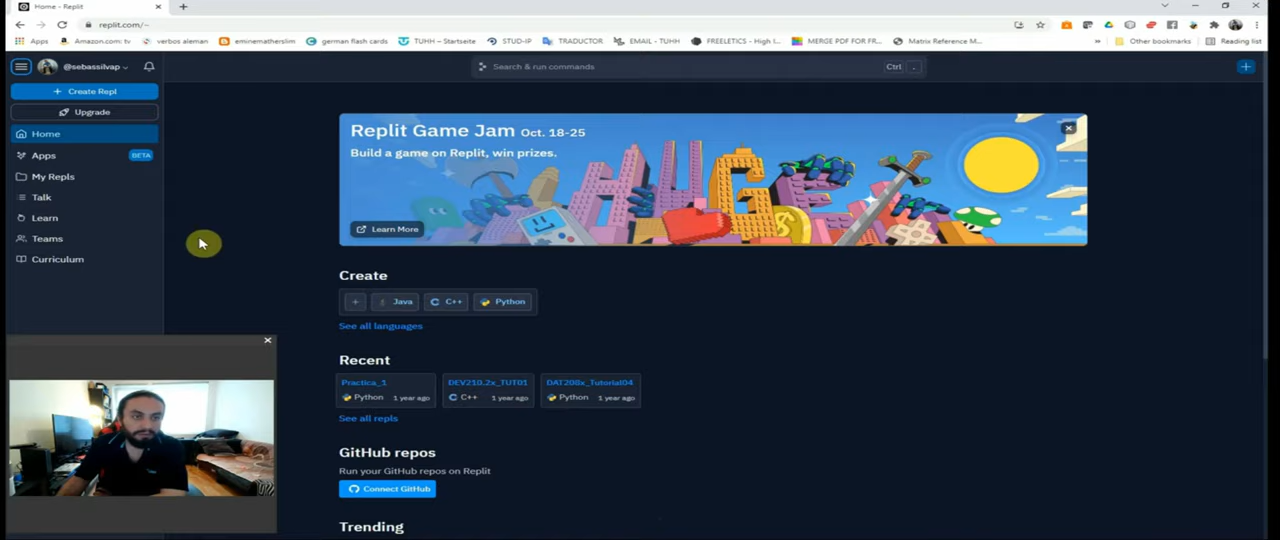 Home - Replit
replit.com/~
Apps
Amazon.com: tv
verbos aleman
eminematherslim
german flash cards
TUHH – Startseite
STUD-IP
TRADUCTOR
EMAIL - TUHH
FREELETICS - High I...
MERGE PDF FOR FR...
Matrix Reference M...
»
Other bookmarks
Reading list
@sebassilvap
Search & run commands
Ctrl .
+ Create Repl
Upgrade
Home
Apps BETA
My Repls
Talk
Learn
Teams
Curriculum
Replit Game Jam Oct. 18-25
Build a game on Replit, win prizes.
HUGE
Learn More
Create
+ Java C++ Python
See all languages
Recent
Practica_1
Python 1 year ago
DEV210.2x_TUT01
C++ 1 year ago
DAT208x_Tutorial04
Python 1 year ago
See all repls
GitHub repos
Run your GitHub repos on Replit
Connect GitHub
Trending